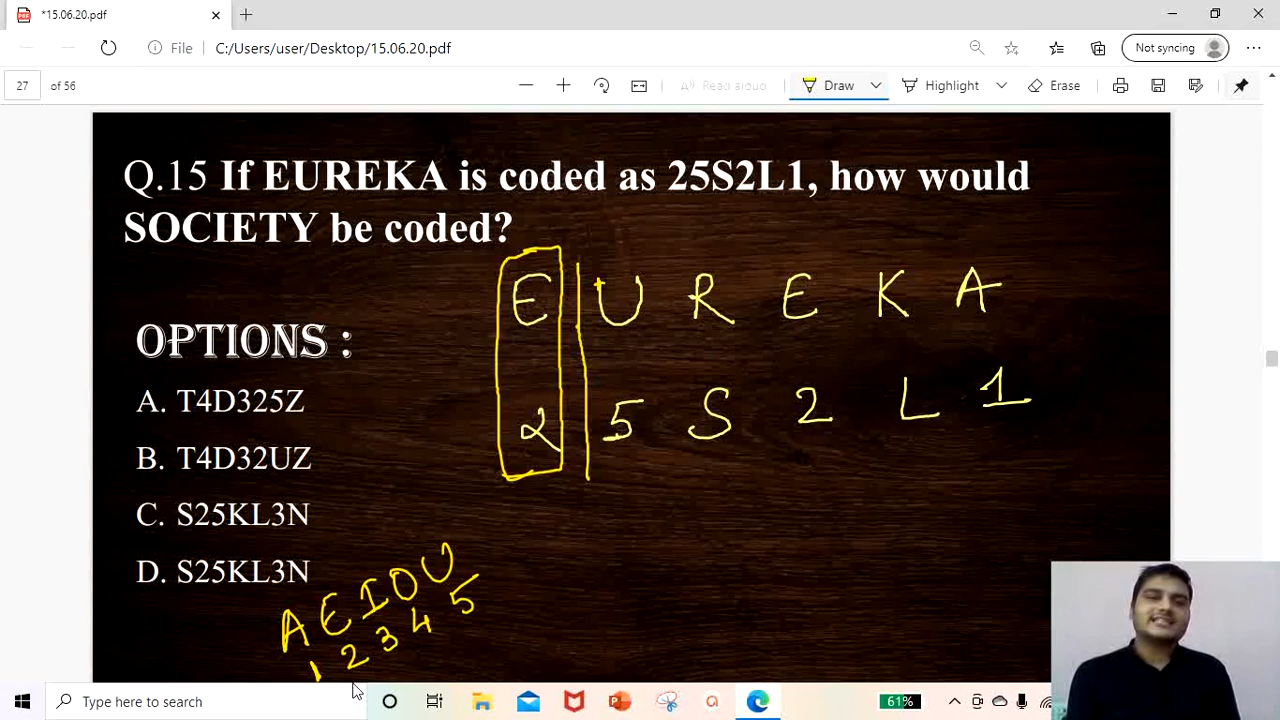 *15.06.20.pdf
File C:/Users/user/Desktop/15.06.20.pdf Not syncing
27 of 56 Read aloud Draw Highlight Erase
Q.15 If EUREKA is coded as 25S2L1, how would
SOCIETY be coded?
E U R E K A
OPTIONS :
A. T4D325Z
2 5 S 2 L 1
B. T4D32UZ
C. S25KL3N
D. S25KL3N
A E I O U
1 2 3 4 5
Type here to search 61%